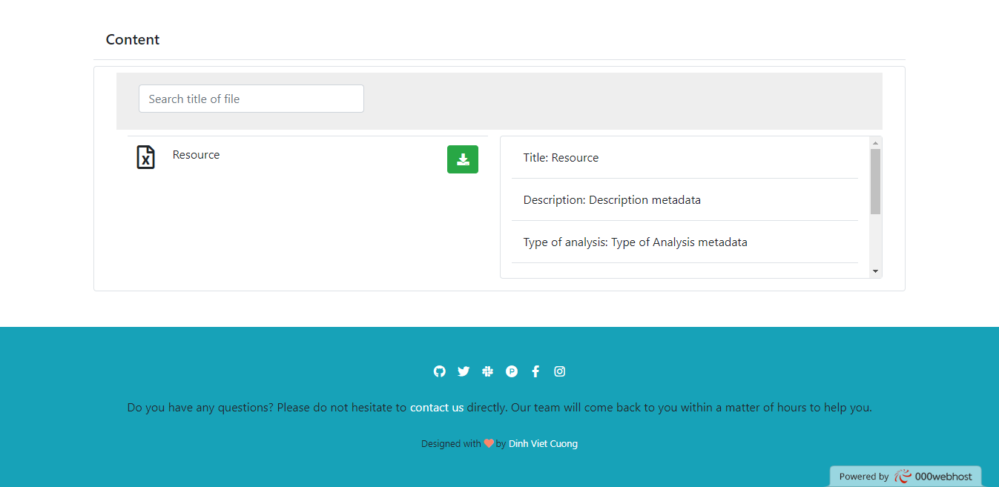 Content
Search title of file
Resource
Title: Resource
Description: Description metadata
Type of analysis: Type of Analysis metadata
Do you have any questions? Please do not hesitate to contact us directly. Our team will come back to you within a matter of hours to help you.
Designed with by Dinh Viet Cuong
Powered by 000webhost